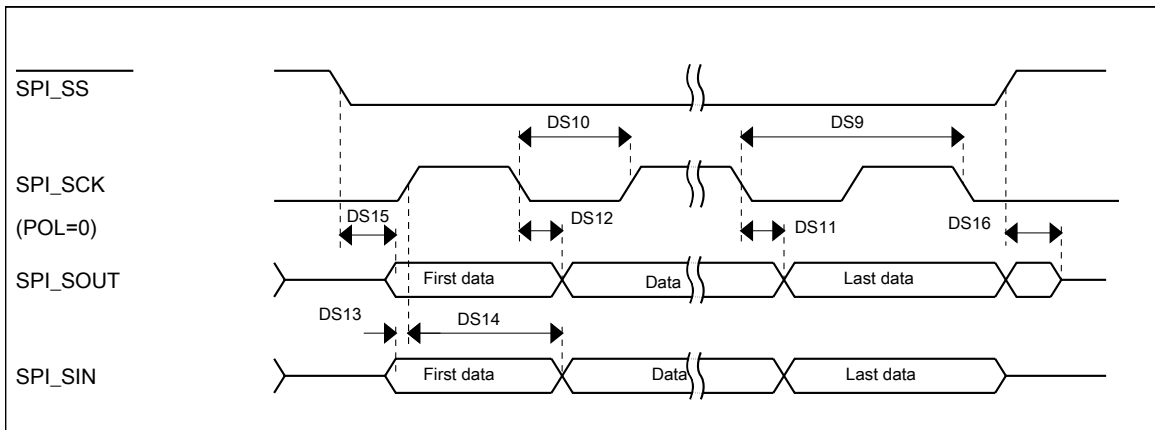 SPI_SS
DS10
DS9
SPI_SCK
(POL=0)
DS15
DS12
DS11
DS16
SPI_SOUT
First data
Data
Last data
DS13
DS14
SPI_SIN
First data
Data
Last data